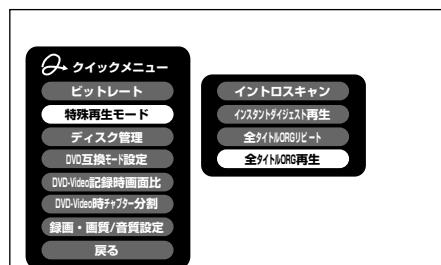 クイックメニュー
ビットレート
特殊再生モード
ディスク管理
DVD互換モード設定
DVD-Video記録時画面比
DVD-Video時チャプター分割
録画・画質/音質設定
戻る
イントロスキャン
インスタントダイジェスト再生
全タイトルORGリピート
全タイトルORG再生